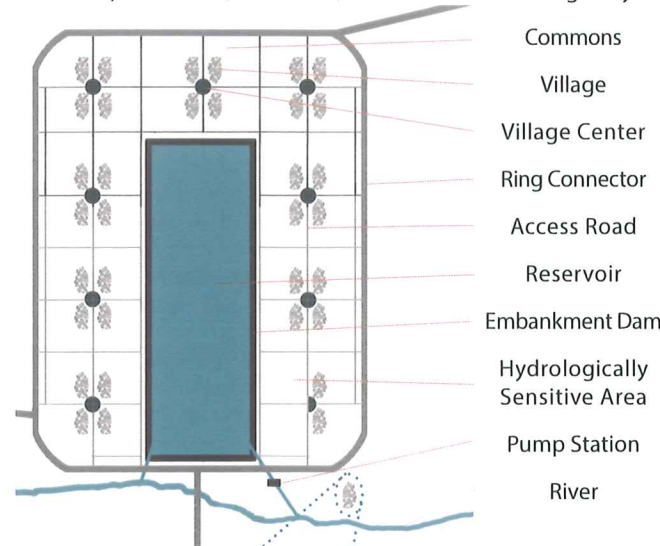 Commons
Village
Village Center
Ring Connector
Access Road
Reservoir
Embankment Dam
Hydrologically
Sensitive Area
Pump Station
River